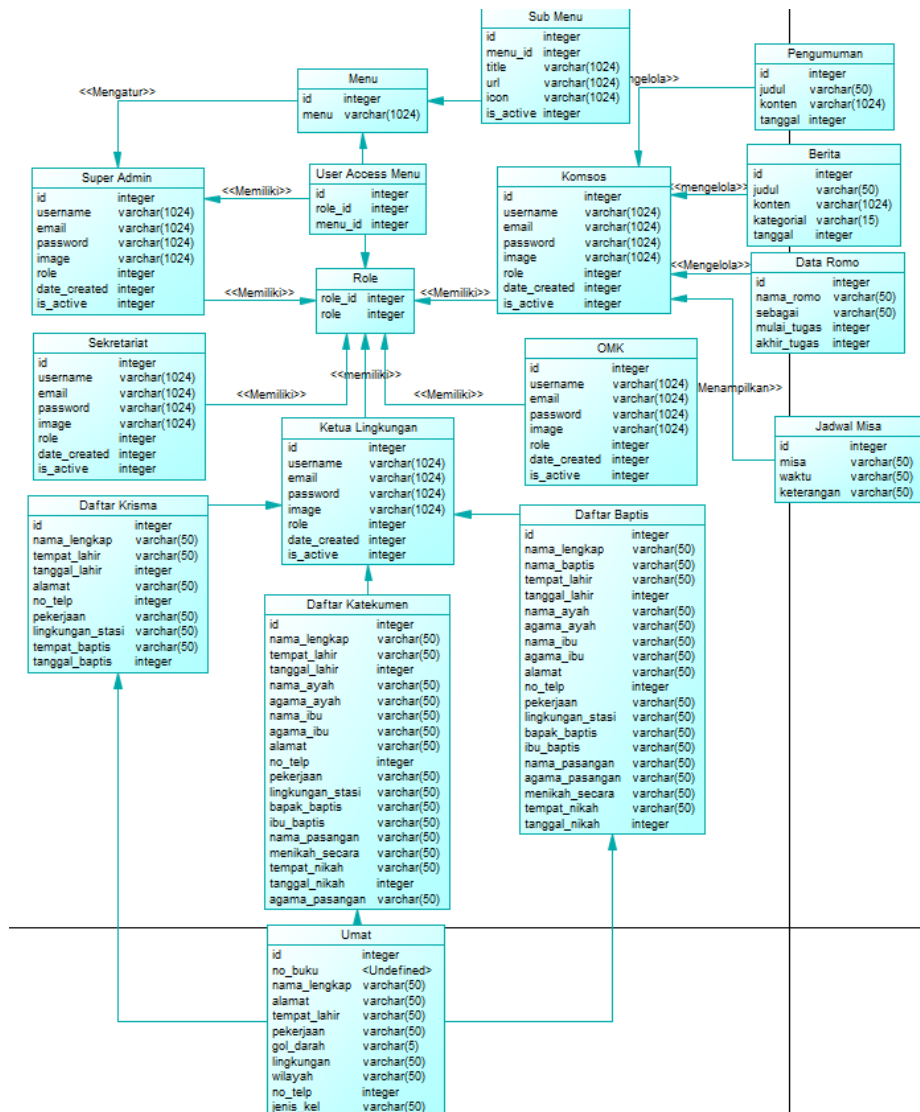 Sub Menu
id integer
menu_id integer
title varchar(1024)
url varchar(1024)
icon varchar(1024)
is_active integer
Pengumuman
id integer
judul varchar(50)
konten varchar(1024)
tanggal integer
Menu
id integer
menu varchar(1024)
<<Mengatur>>
Super Admin
id integer
username varchar(1024)
email varchar(1024)
password varchar(1024)
image varchar(1024)
role integer
date_created integer
is_active integer
<<Memiliki>>
User Access Menu
id integer
role_id integer
menu_id integer
Komsos
id integer
username varchar(1024)
email varchar(1024)
password varchar(1024)
image varchar(1024)
role integer
date_created integer
is_active integer
ngelola>>
Berita
id integer
judul varchar(50)
konten varchar(1024)
kategorial varchar(15)
tanggal integer
<<mengelola>>
Data Romo
id integer
nama_romo varchar(50)
sebagai varchar(50)
mulai_tugas integer
akhir_tugas integer
<<Mengelola>>
Role
role_id integer
role integer
<<Memiliki>>
<<Memiliki>>
Sekretariat
id integer
username varchar(1024)
email varchar(1024)
password varchar(1024)
image varchar(1024)
role integer
date_created integer
is_active integer
<<Memiliki>>
<<memiliki>>
<<Memiliki>>
OMK
id integer
username varchar(1024)
email varchar(1024)
password varchar(1024)
image varchar(1024)
role integer
date_created integer
is_active integer
Menampilkan>>
Jadwal Misa
id integer
misa varchar(50)
waktu varchar(50)
keterangan varchar(50)
Ketua Lingkungan
id integer
username varchar(1024)
email varchar(1024)
password varchar(1024)
image varchar(1024)
role integer
date_created integer
is_active integer
Daftar Krisma
id integer
nama_lengkap varchar(50)
tempat_lahir varchar(50)
tanggal_lahir integer
alamat varchar(50)
no_telp integer
pekerjaan varchar(50)
lingkungan_stasi varchar(50)
tempat_baptis varchar(50)
tanggal_baptis integer
Daftar Baptis
id integer
nama_lengkap varchar(50)
nama_baptis varchar(50)
tempat_lahir varchar(50)
tanggal_lahir integer
nama_ayah varchar(50)
agama_ayah varchar(50)
nama_ibu varchar(50)
agama_ibu varchar(50)
alamat varchar(50)
no_telp integer
pekerjaan varchar(50)
lingkungan_stasi varchar(50)
bapak_baptis varchar(50)
ibu_baptis varchar(50)
nama_pasangan varchar(50)
agama_pasangan varchar(50)
menikah_secara varchar(50)
tempat_nikah varchar(50)
tanggal_nikah integer
Daftar Katekumen
id integer
nama_lengkap varchar(50)
tempat_lahir varchar(50)
tanggal_lahir integer
nama_ayah varchar(50)
agama_ayah varchar(50)
nama_ibu varchar(50)
agama_ibu varchar(50)
alamat varchar(50)
no_telp integer
pekerjaan varchar(50)
lingkungan_stasi varchar(50)
bapak_baptis varchar(50)
ibu_baptis varchar(50)
nama_pasangan varchar(50)
menikah_secara varchar(50)
tempat_nikah varchar(50)
tanggal_nikah integer
agama_pasangan varchar(50)
Umat
id integer
no_buku <Undefined>
nama_lengkap varchar(50)
alamat varchar(50)
tempat_lahir varchar(50)
pekerjaan varchar(50)
gol_darah varchar(5)
lingkungan varchar(50)
wilayah varchar(50)
no_telp integer
jenis_kel varchar(50)